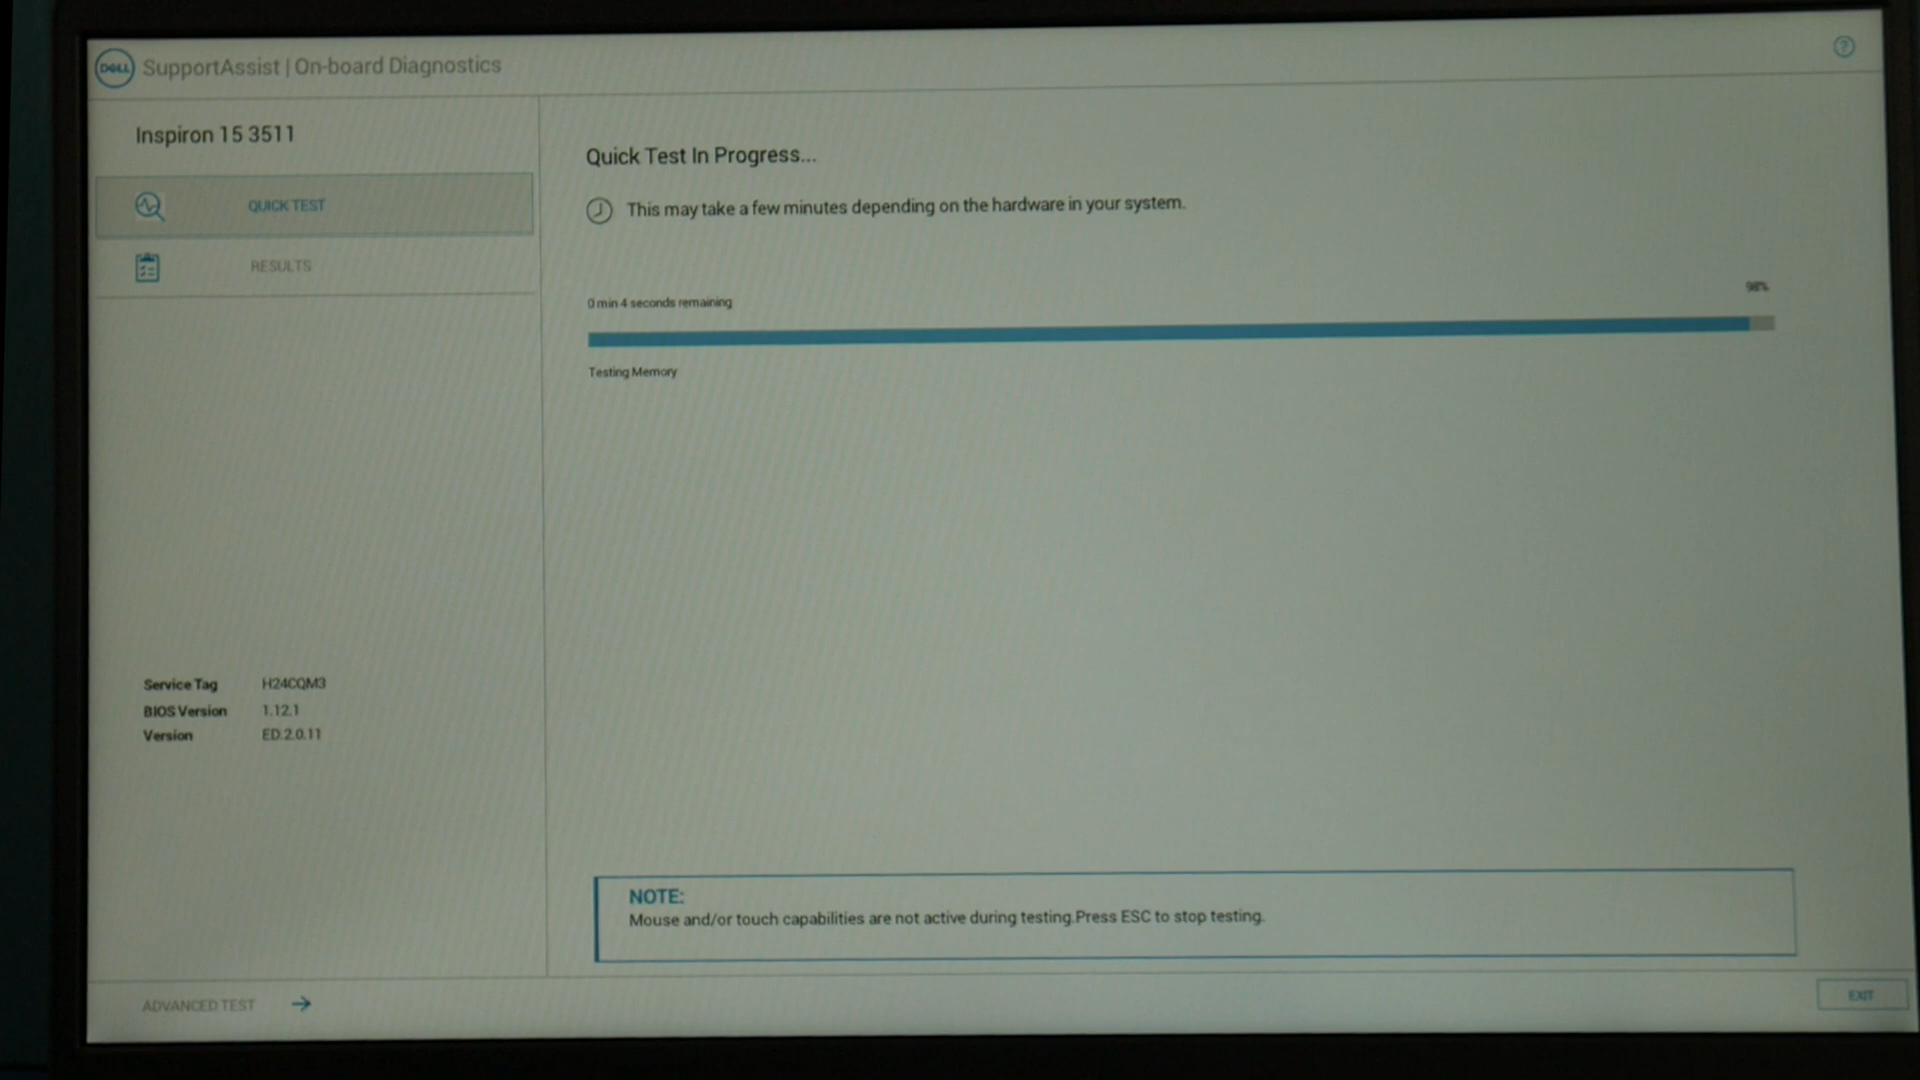 DELL SupportAssist | On-board Diagnostics
?
Inspiron 15 3511
QUICK TEST
RESULTS
Quick Test In Progress...
This may take a few minutes depending on the hardware in your system.
98%
0 min 4 seconds remaining
Testing Memory
Service Tag H24CQM3
BIOS Version 1.12.1
Version ED.2.0.11
NOTE:
Mouse and/or touch capabilities are not active during testing.Press ESC to stop testing.
ADVANCED TEST
EXIT